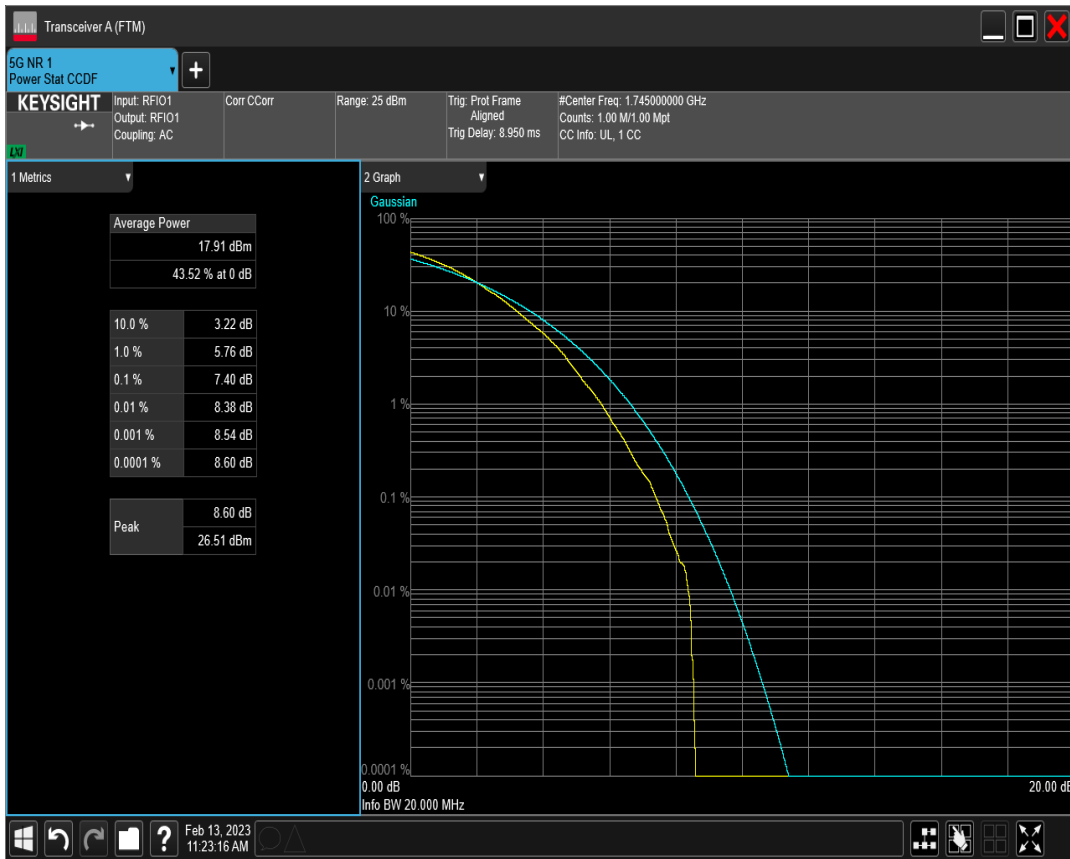 Transceiver A (FTM)
5G NR 1
Power Stat CCDF
+
KEYSIGHT
LXI
Input: RFIO1
Output: RFIO1
Coupling: AC
Corr CCorr
Range: 25 dBm
Trig: Prot Frame
Aligned
Trig Delay: 8.950 ms
#Center Freq: 1.745000000 GHz
Counts: 1.00 M/1.00 Mpt
CC Info: UL, 1 CC
1 Metrics
Average Power
17.91 dBm
43.52 % at 0 dB
10.0 % 3.22 dB
1.0 % 5.76 dB
0.1 % 7.40 dB
0.01 % 8.38 dB
0.001 % 8.54 dB
0.0001 % 8.60 dB
Peak 8.60 dB
26.51 dBm
2 Graph
Gaussian
100 %
10 %
1 %
0.1 %
0.01 %
0.001 %
0.0001 %
0.00 dB 20.00 dB
Info BW 20.000 MHz
? Feb 13, 2023
11:23:16 AM